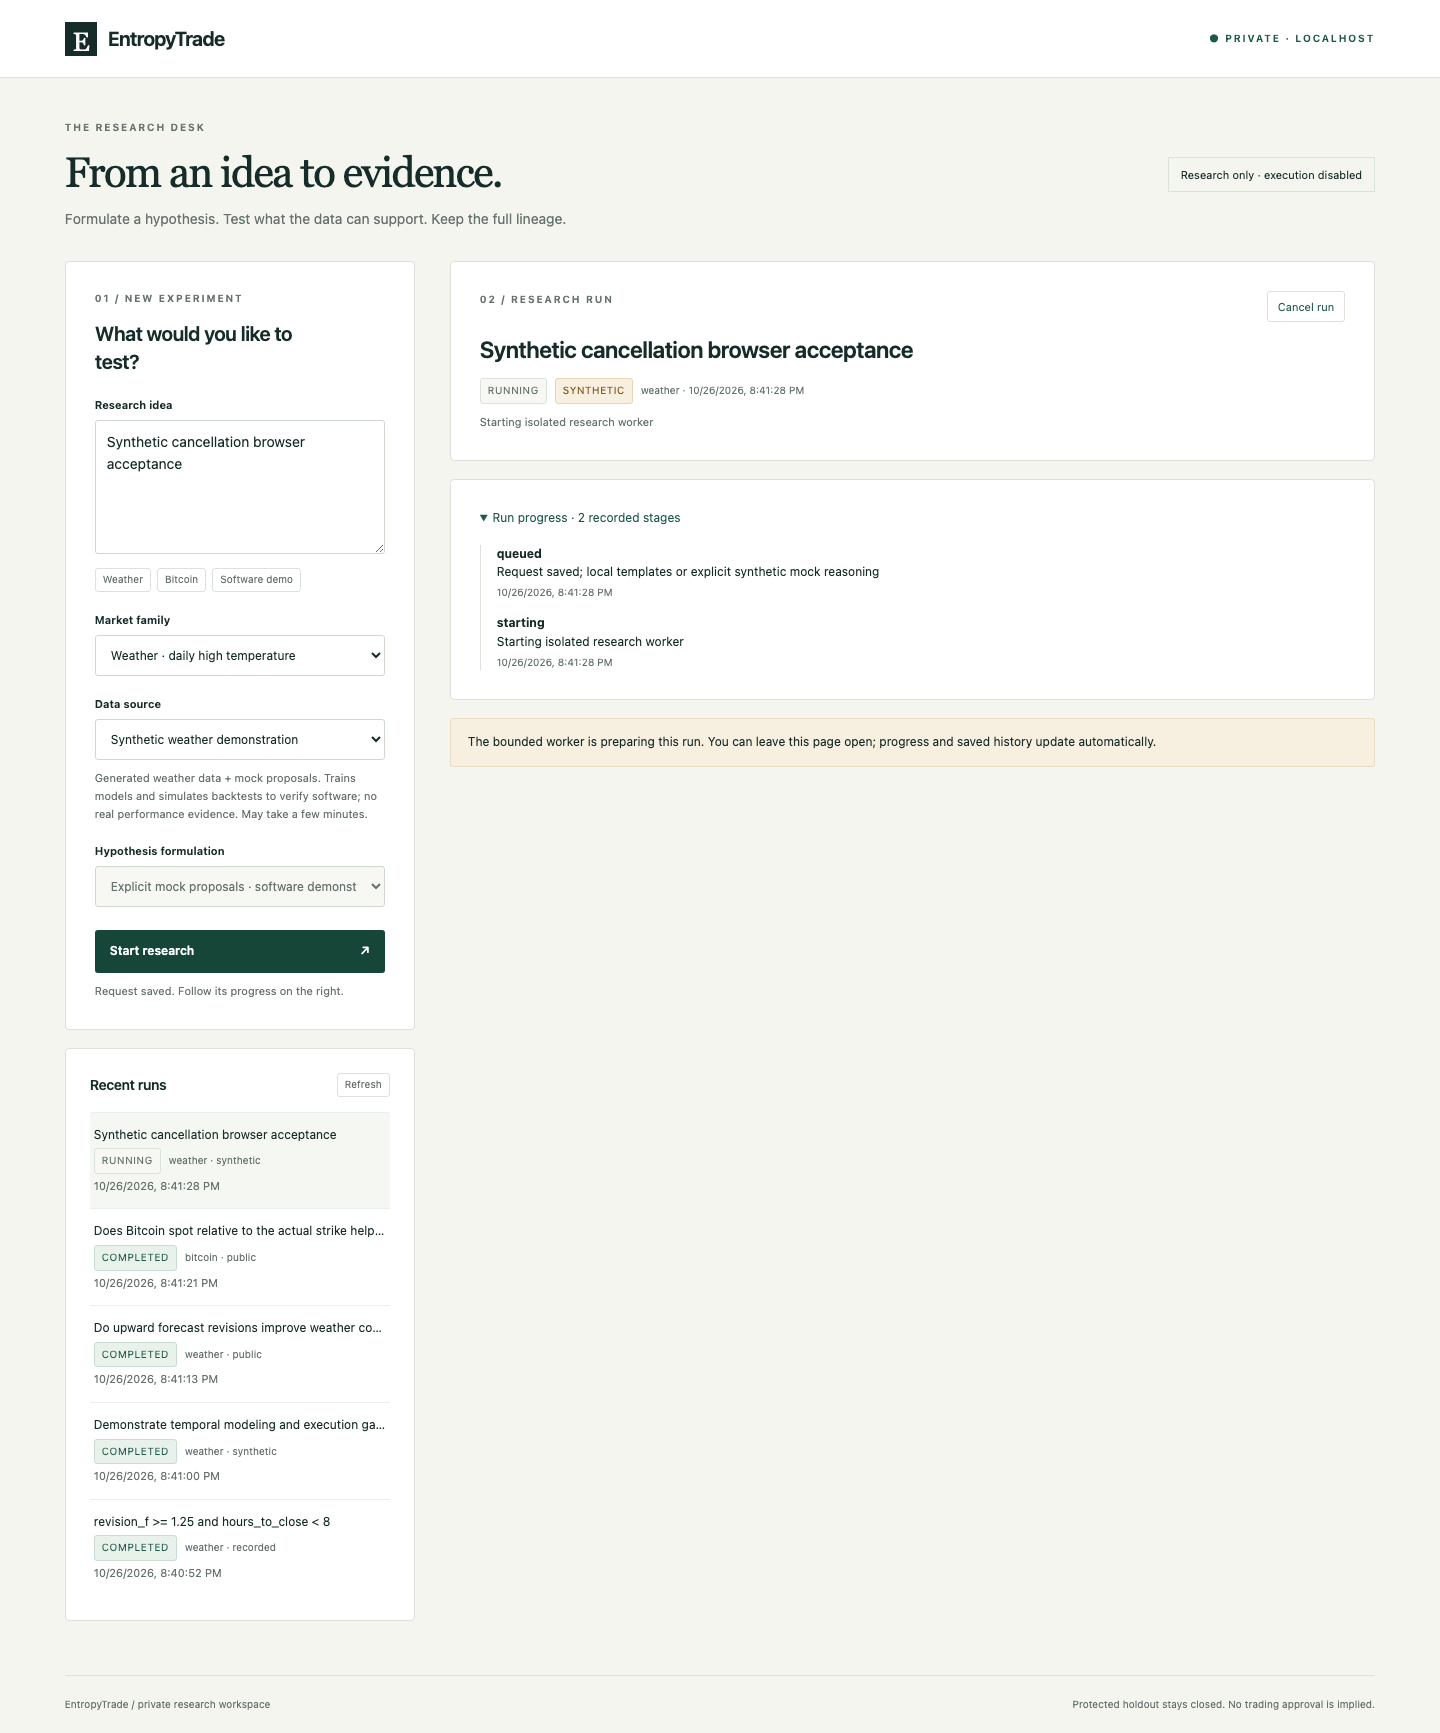 E EntropyTrade
PRIVATE · LOCALHOST
THE RESEARCH DESK
From an idea to evidence.
Research only · execution disabled
Formulate a hypothesis. Test what the data can support. Keep the full lineage.
01 / NEW EXPERIMENT
What would you like to
test?
Research idea
Synthetic cancellation browser
acceptance
Weather
Bitcoin
Software demo
Market family
Weather · daily high temperature
Data source
Synthetic weather demonstration
Generated weather data + mock proposals. Trains
models and simulates backtests to verify software; no
real performance evidence. May take a few minutes.
Hypothesis formulation
Explicit mock proposals · software demonst
Start research ↗
Request saved. Follow its progress on the right.
Recent runs
Refresh
Synthetic cancellation browser acceptance
RUNNING weather · synthetic
10/26/2026, 8:41:28 PM
Does Bitcoin spot relative to the actual strike help...
COMPLETED bitcoin · public
10/26/2026, 8:41:21 PM
Do upward forecast revisions improve weather co...
COMPLETED weather · public
10/26/2026, 8:41:13 PM
Demonstrate temporal modeling and execution ga...
COMPLETED weather · synthetic
10/26/2026, 8:41:00 PM
revision_f >= 1.25 and hours_to_close < 8
COMPLETED weather · recorded
10/26/2026, 8:40:52 PM
02 / RESEARCH RUN
Cancel run
Synthetic cancellation browser acceptance
RUNNING SYNTHETIC weather · 10/26/2026, 8:41:28 PM
Starting isolated research worker
▼ Run progress · 2 recorded stages
queued
Request saved; local templates or explicit synthetic mock reasoning
10/26/2026, 8:41:28 PM
starting
Starting isolated research worker
10/26/2026, 8:41:28 PM
The bounded worker is preparing this run. You can leave this page open; progress and saved history update automatically.
EntropyTrade / private research workspace
Protected holdout stays closed. No trading approval is implied.